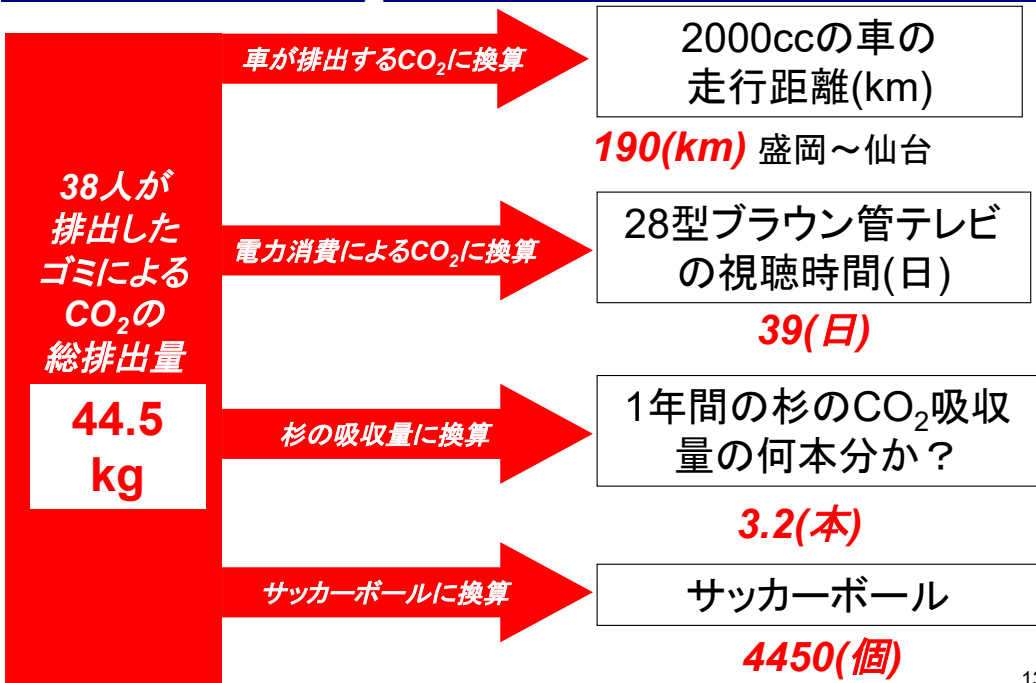 38人が
排出した
ゴミによる
CO₂の
総排出量
44.5
kg
車が排出するCO₂に換算
2000ccの車の
走行距離(km)
190(km) 盛岡~仙台
電力消費によるCO₂に換算
28型ブラウン管テレビ
の視聴時間(日)
39(日)
杉の吸収量に換算
1年間の杉のCO₂吸収
量の何本分か？
3.2(本)
サッカーボールに換算
サッカーボール
4450(個)